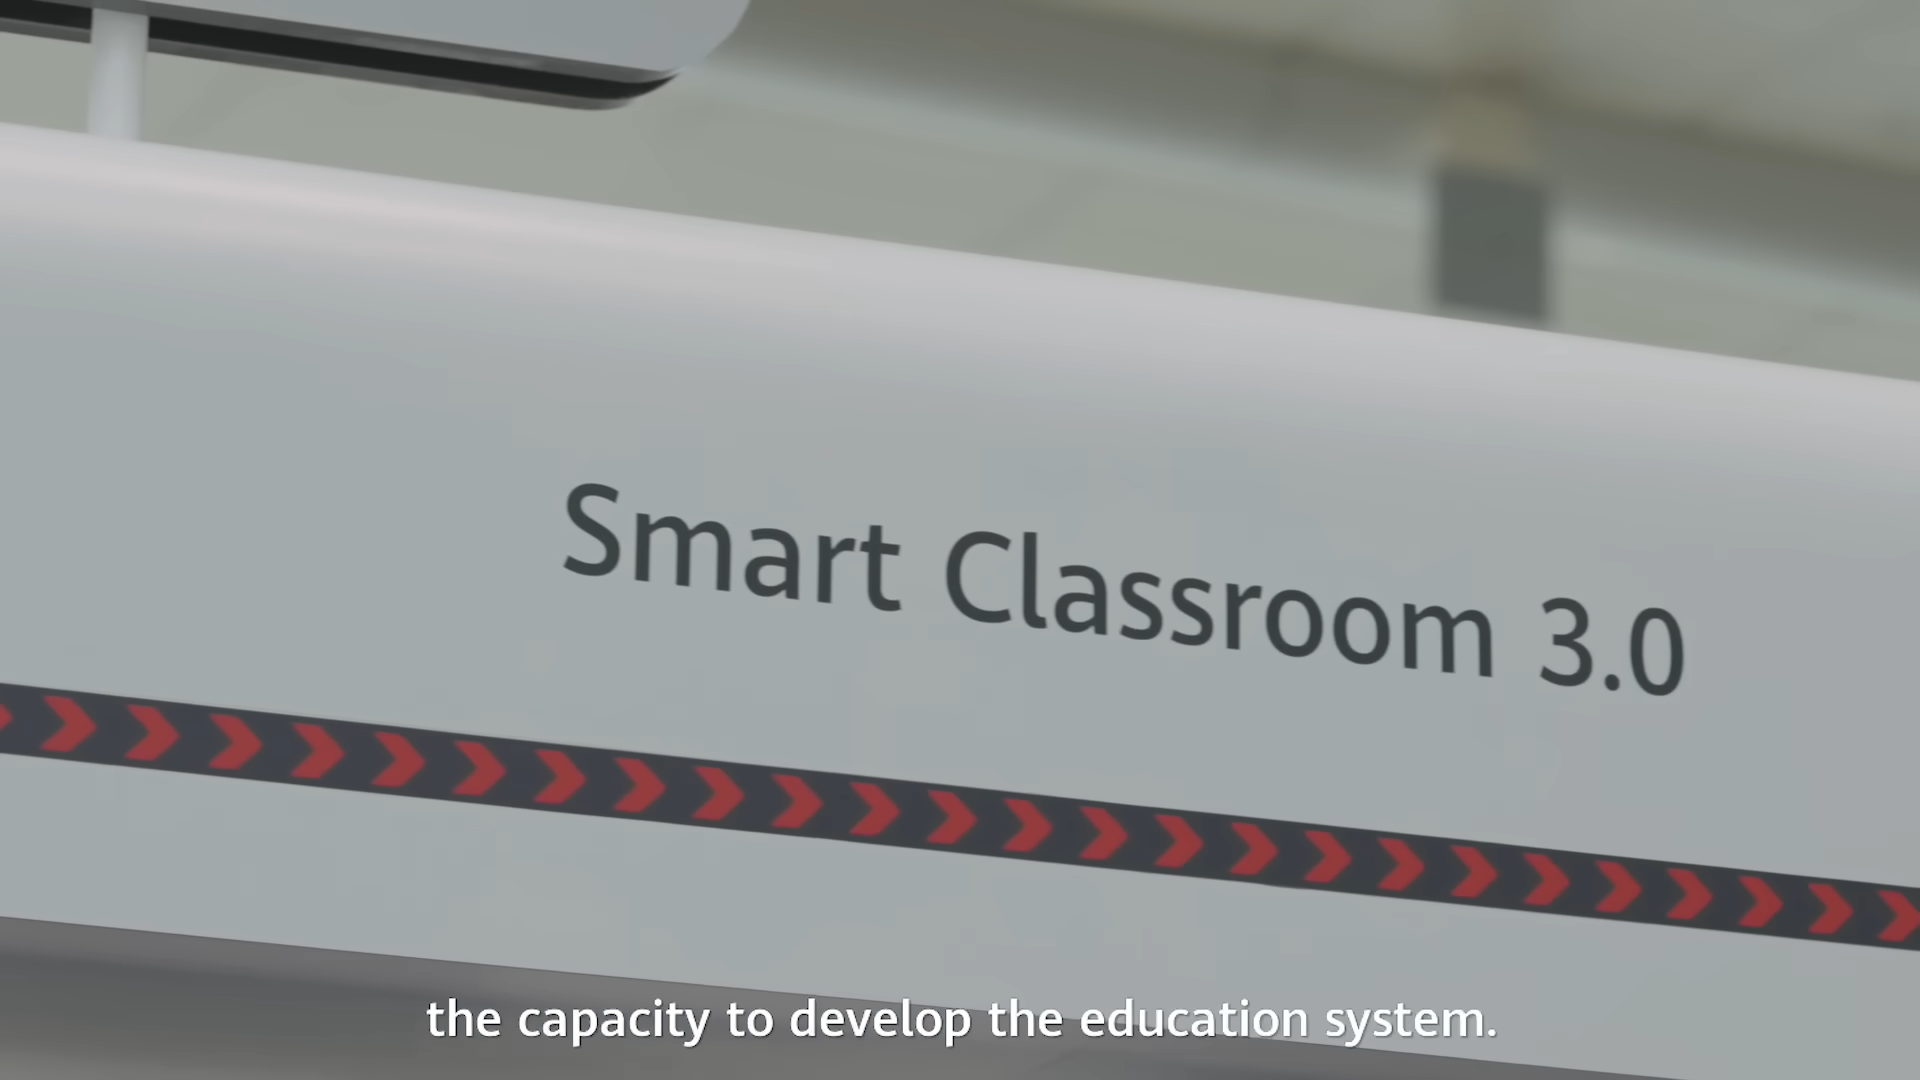 Smart Classroom 3.0
the capacity to develop the education system.